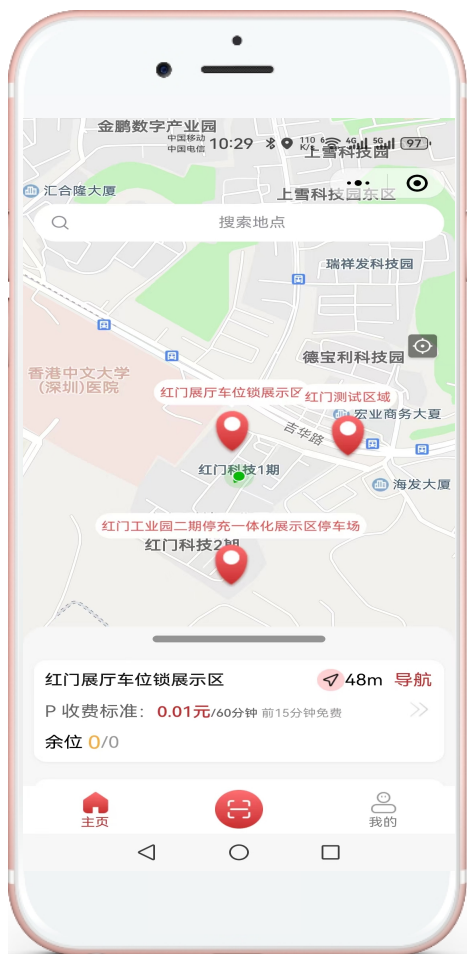 金鹏数字产业园
中国移动
中国电信
10:29
110
K/s
6
4G
5G
97
上雪科技园
汇合隆大厦
上雪科技园东区
搜索地点
瑞祥发科技园
香港中文大学
(深圳)医院
德宝利科技园
红门展厅车位锁展示区
红门测试区域
宏业商务大厦
吉华路
红门科技1期
海发大厦
红门工业园二期停充一体化展示区停车场
红门科技2期
红门展厅车位锁展示区
48m 导航
P 收费标准: 0.01元/60分钟 前15分钟免费
余位 0/0
主页
我的